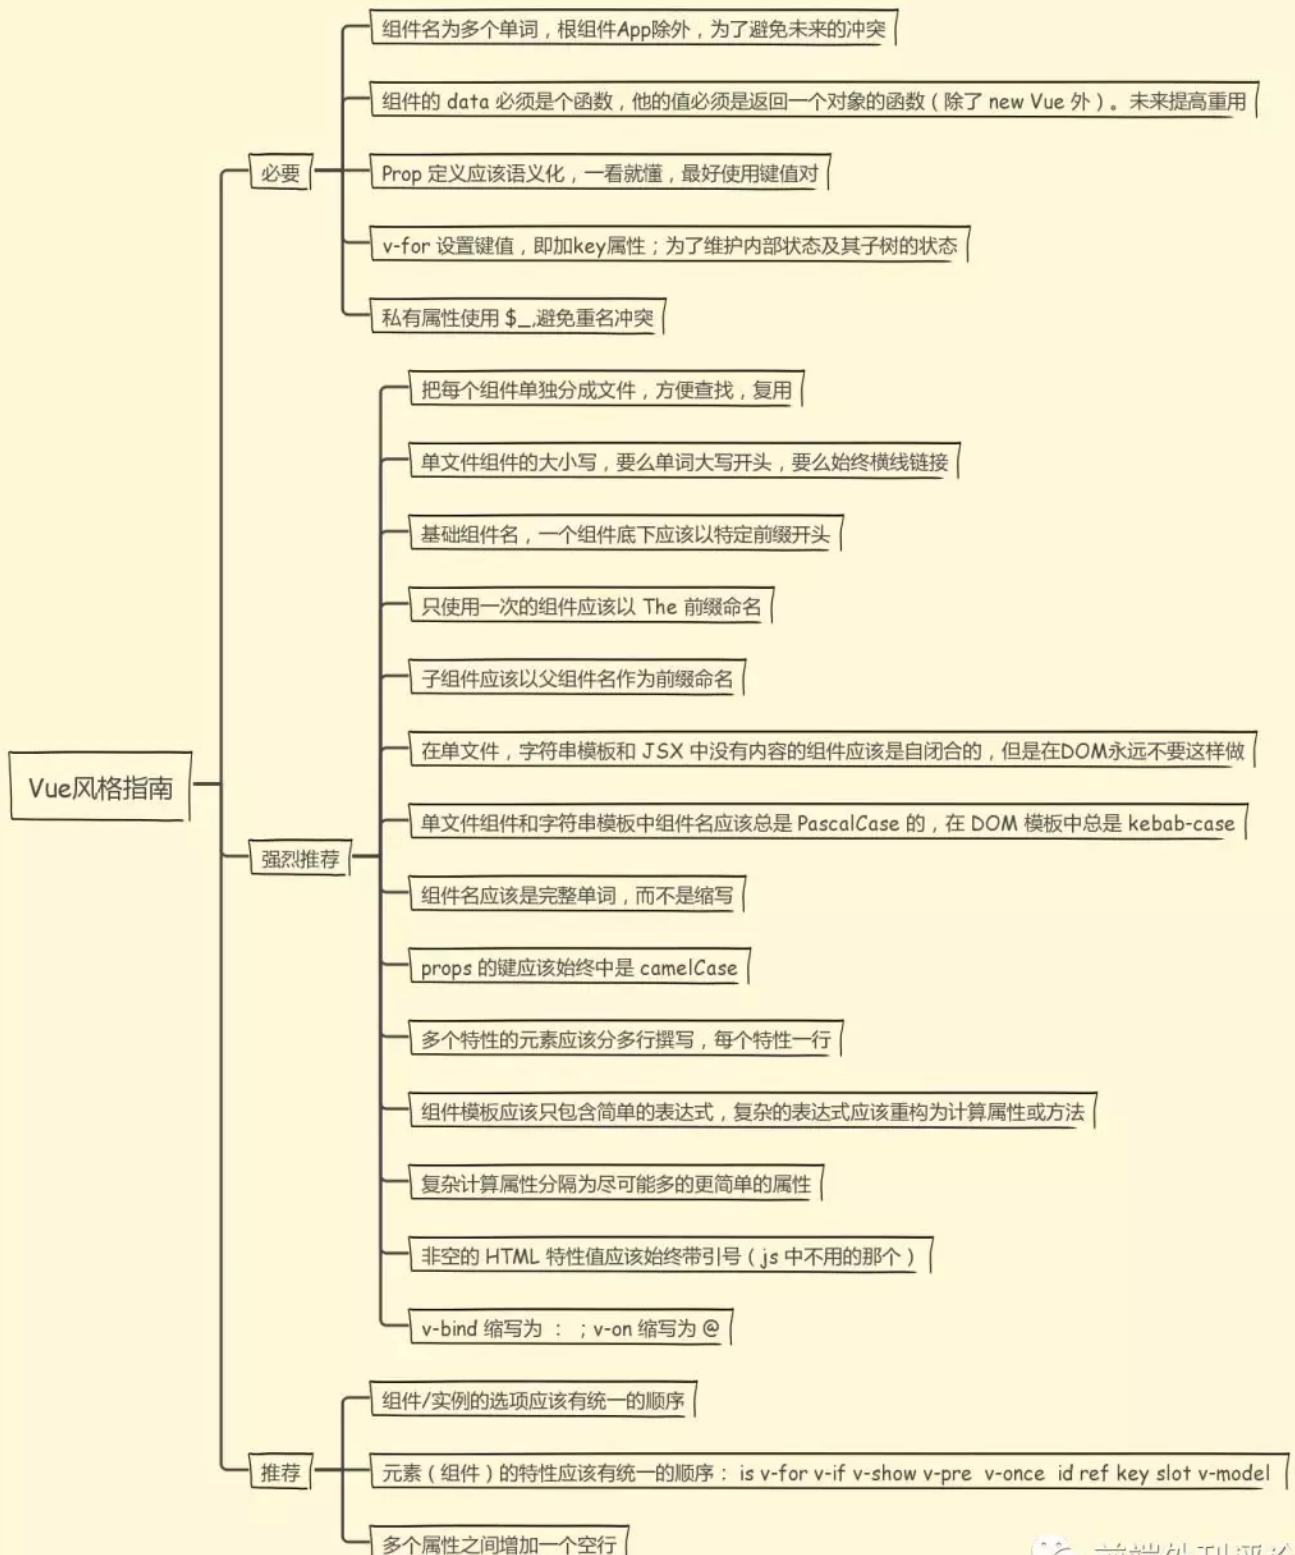 组件名为多个单词，根组件App除外，为了避免未来的冲突
组件的 data 必须是个函数，他的值必须是返回一个对象的函数（除了 new Vue 外）。未来提高重用
必要
Prop 定义应该语义化，一看就懂，最好使用键值对
v-for 设置键值，即加key属性；为了维护内部状态及其子树的状态
私有属性使用 $_,避免重名冲突
把每个组件单独分成文件，方便查找，复用
单文件组件的大小写，要么单词大写开头，要么始终横线链接
基础组件名，一个组件底下应该以特定前缀开头
只使用一次的组件应该以 The 前缀命名
子组件应该以父组件名作为前缀命名
在单文件，字符串模板和 JSX 中没有内容的组件应该是自闭合的，但是在DOM永远不要这样做
Vue风格指南
单文件组件和字符串模板中组件名应该总是 PascalCase 的，在 DOM 模板中总是 kebab-case
强烈推荐
组件名应该是完整单词，而不是缩写
props 的键应该始终中是 camelCase
多个特性的元素应该分多行撰写，每个特性一行
组件模板应该只包含简单的表达式，复杂的表达式应该重构为计算属性或方法
复杂计算属性分隔为尽可能多的更简单的属性
非空的 HTML 特性值应该始终带引号（js 中不用的那个）
v-bind 缩写为 ： ；v-on 缩写为 @
组件/实例的选项应该有统一的顺序
推荐
元素（组件）的特性应该有统一的顺序： is v-for v-if v-show v-pre v-once id ref key slot v-model
多个属性之间增加一个空行